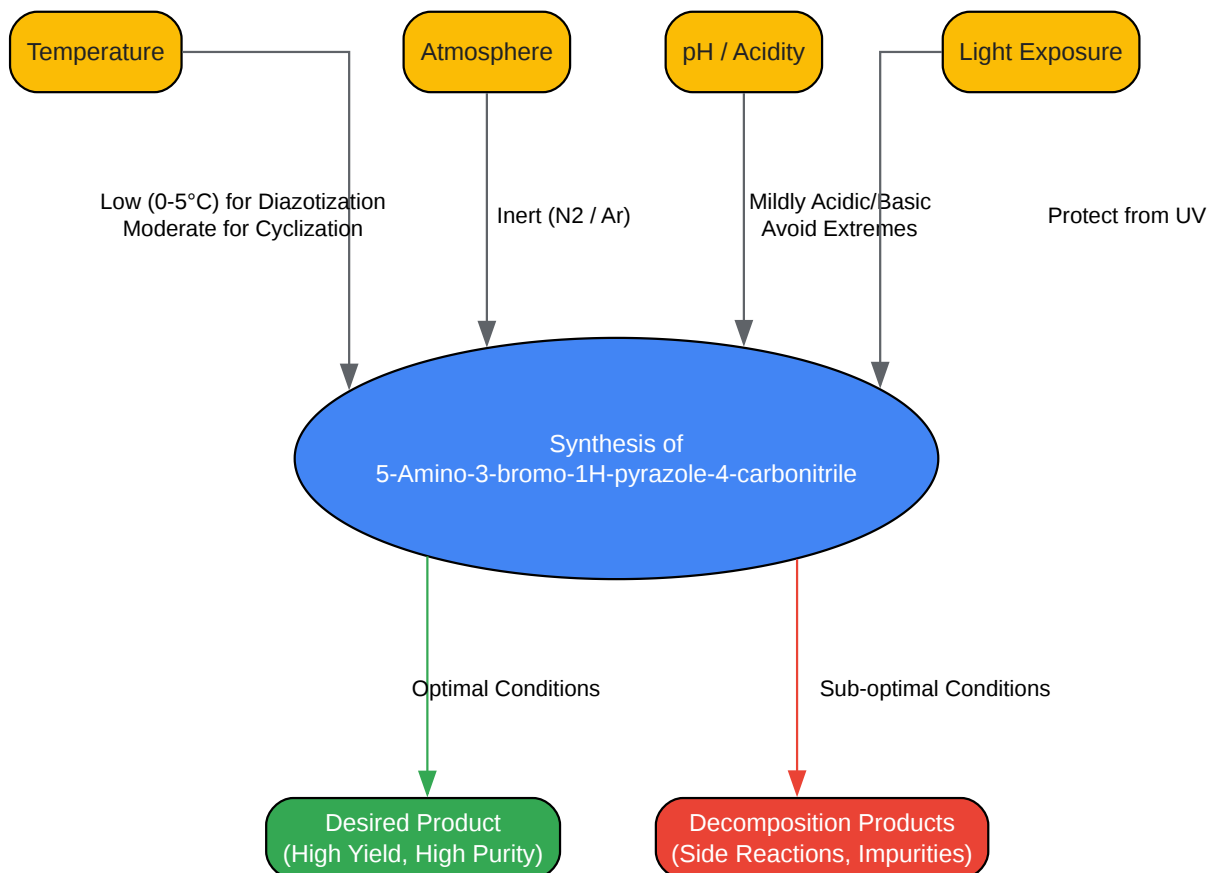 Temperature
Atmosphere
pH / Acidity
Light Exposure
Low (0-5°C) for Diazotization
Moderate for Cyclization
Inert (N2 / Ar)
Mildly Acidic/Basic
Avoid Extremes
Protect from UV
Synthesis of
5-Amino-3-bromo-1H-pyrazole-4-carbonitrile
Optimal Conditions
Sub-optimal Conditions
Desired Product
(High Yield, High Purity)
Decomposition Products
(Side Reactions, Impurities)